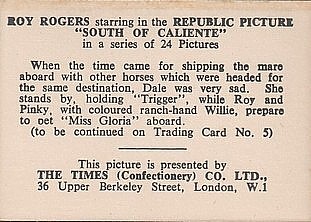 ROY ROGERS starring in the REPUBLIC PICTURE
"SOUTH OF CALIENTE"
in a series of 24 Pictures
When the time came for shipping the mare
aboard with other horses which were headed for
the same destination, Dale was very sad. She
stands by, holding "Trigger", while Roy and
Pinky, with coloured ranch-hand Willie, prepare
to get "Miss Gloria" aboard.
(to be continued on Trading Card No. 5)
This picture is presented by
THE TIMES (Confectionery) CO. LTD.,
36 Upper Berkeley Street, London, W.1